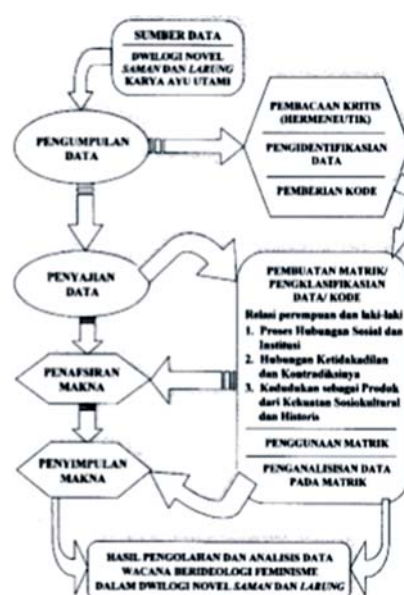 SUMBER DATA
DWILOGI NOVEL
SAMAN DAN LARUNG
KARYA AYU UTAMI
PENGUMPULAN
DATA
PEMBACAAN KRITIS
(HERMENEUTIK)
PENGIDENTIFIKASIAN
DATA
PEMBERIAN KODE
PENYAJIAN
DATA
PEMBUATAN MATRIK/
PENGKLASIFIKASIAN
DATA/ KODE
Relasi perempuan dan laki-laki
1. Proses Hubungan Sosial dan
Institusi
2. Hubungan Ketidakadilan
dan Kontradiksinya
3. Kedudukan sebagai Produk
dari Kekuatan Sosiokultural
dan Historis
PENGGUNAAN MATRIK
PENGANALISISAN DATA
PADA MATRIK
PENAFSIRAN
MAKNA
PENYIMPULAN
MAKNA
HASIL PENGOLARAN DAN ANALISIS DATA
WACANA BERIDEOLOGI FEMINISME
DALAM DWILOGI NOVEL SAMAN DAN LARUNG